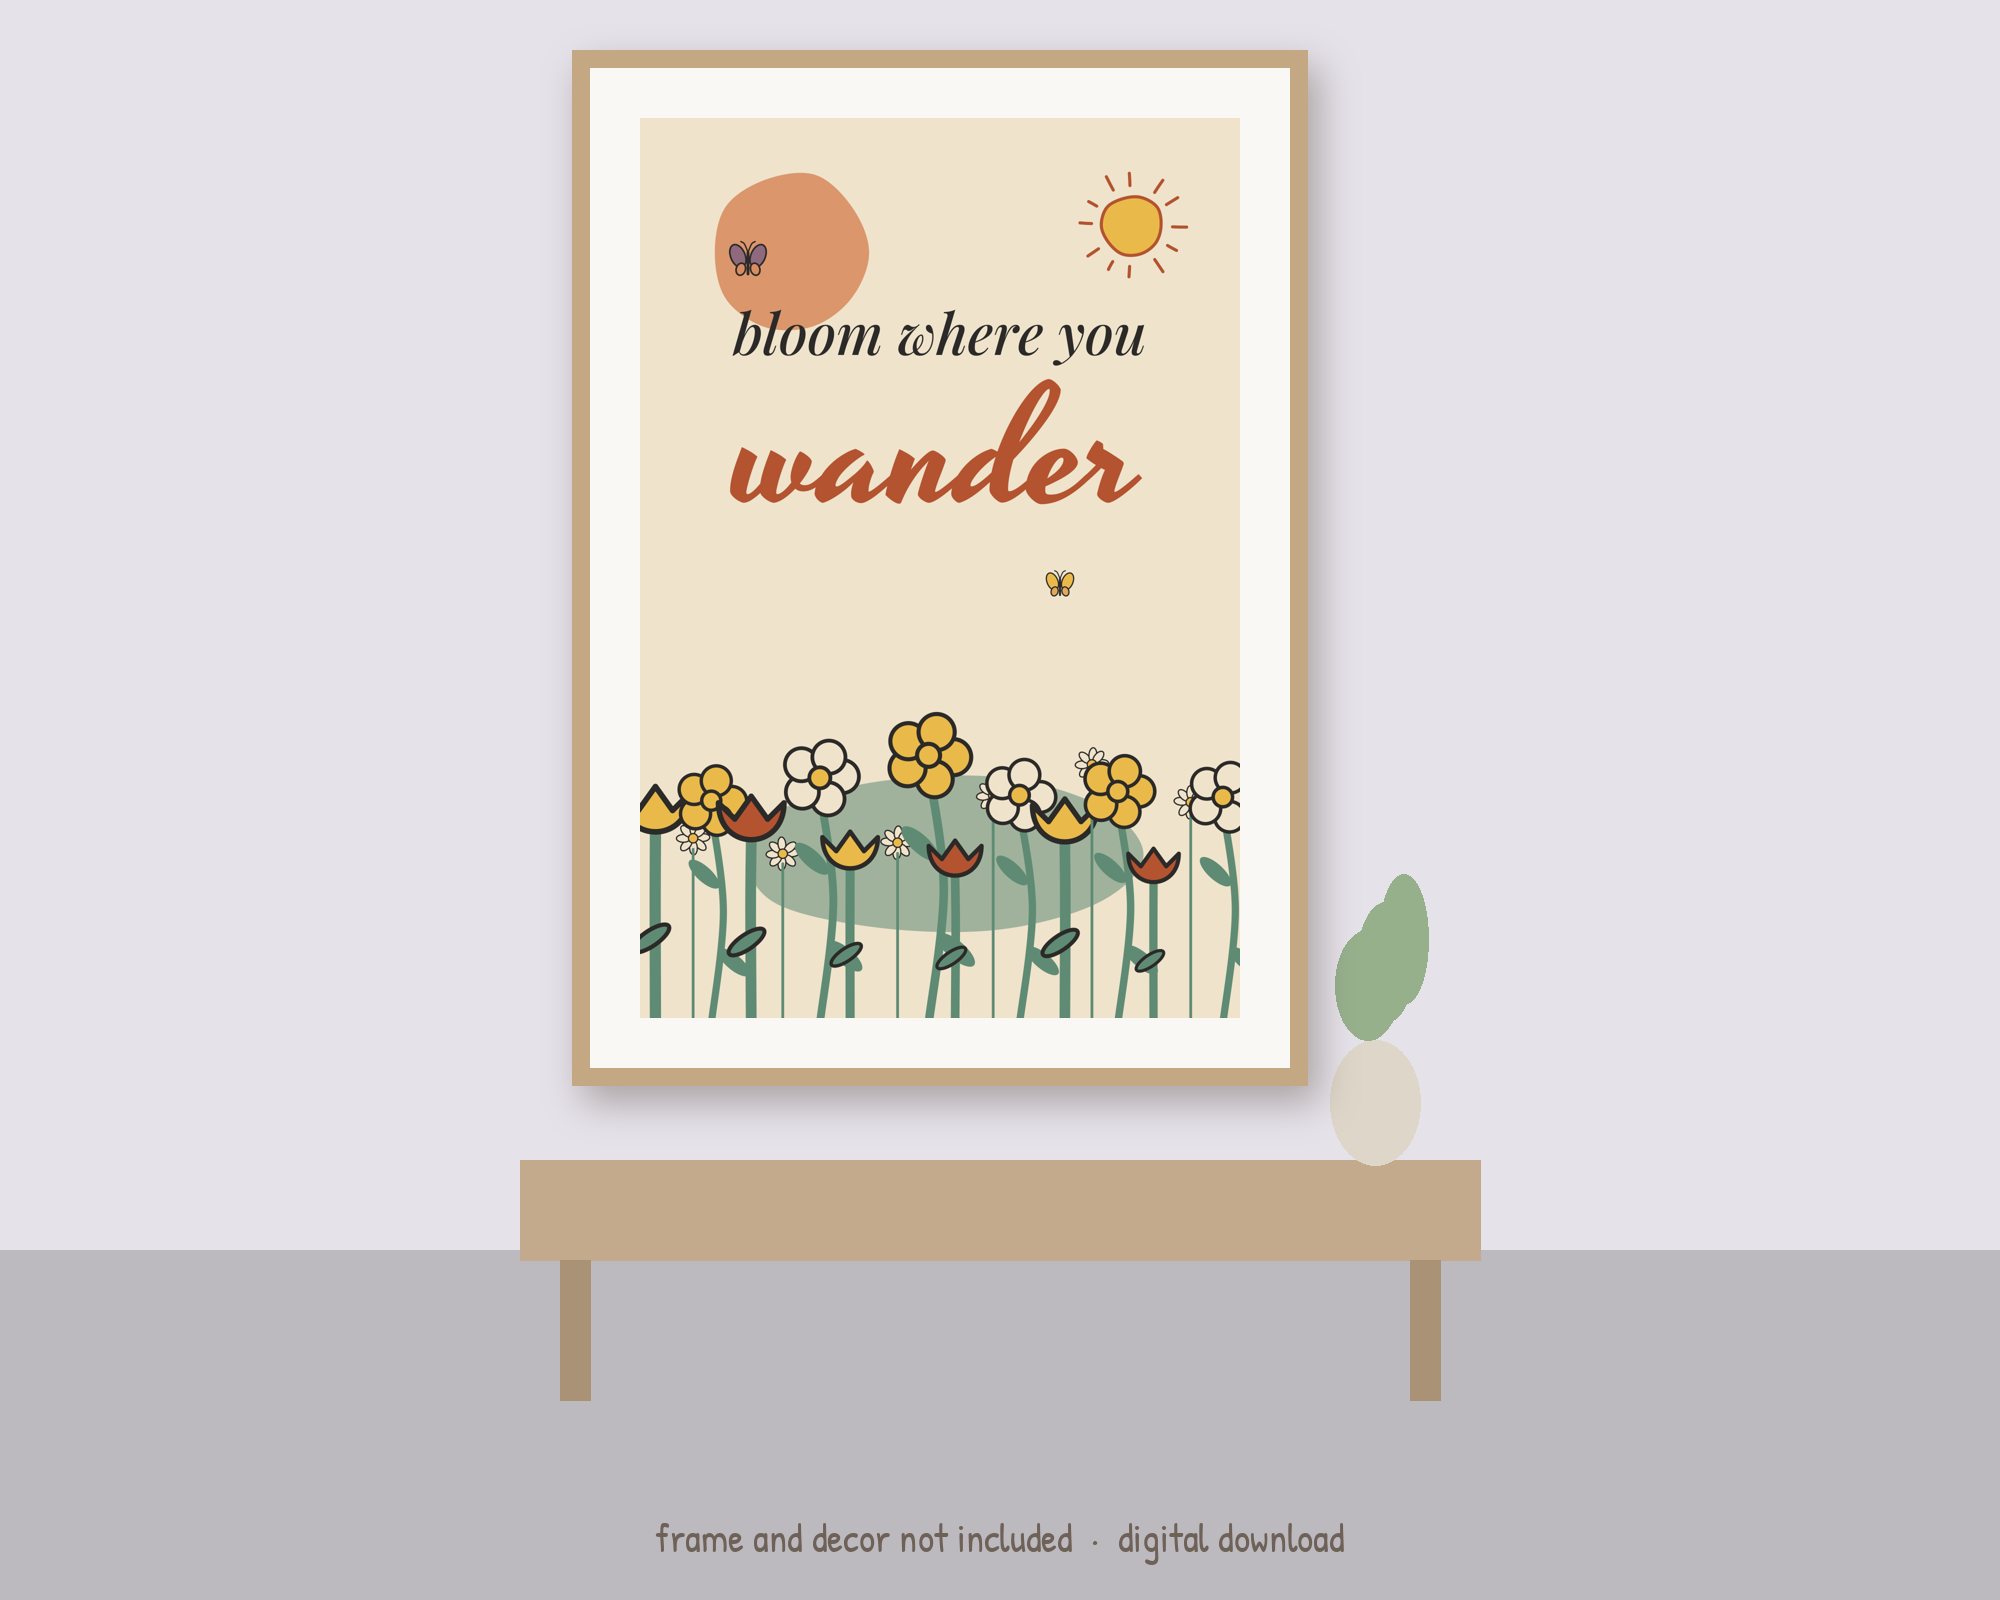 bloom where you
wander
frame and decor not included · digital download